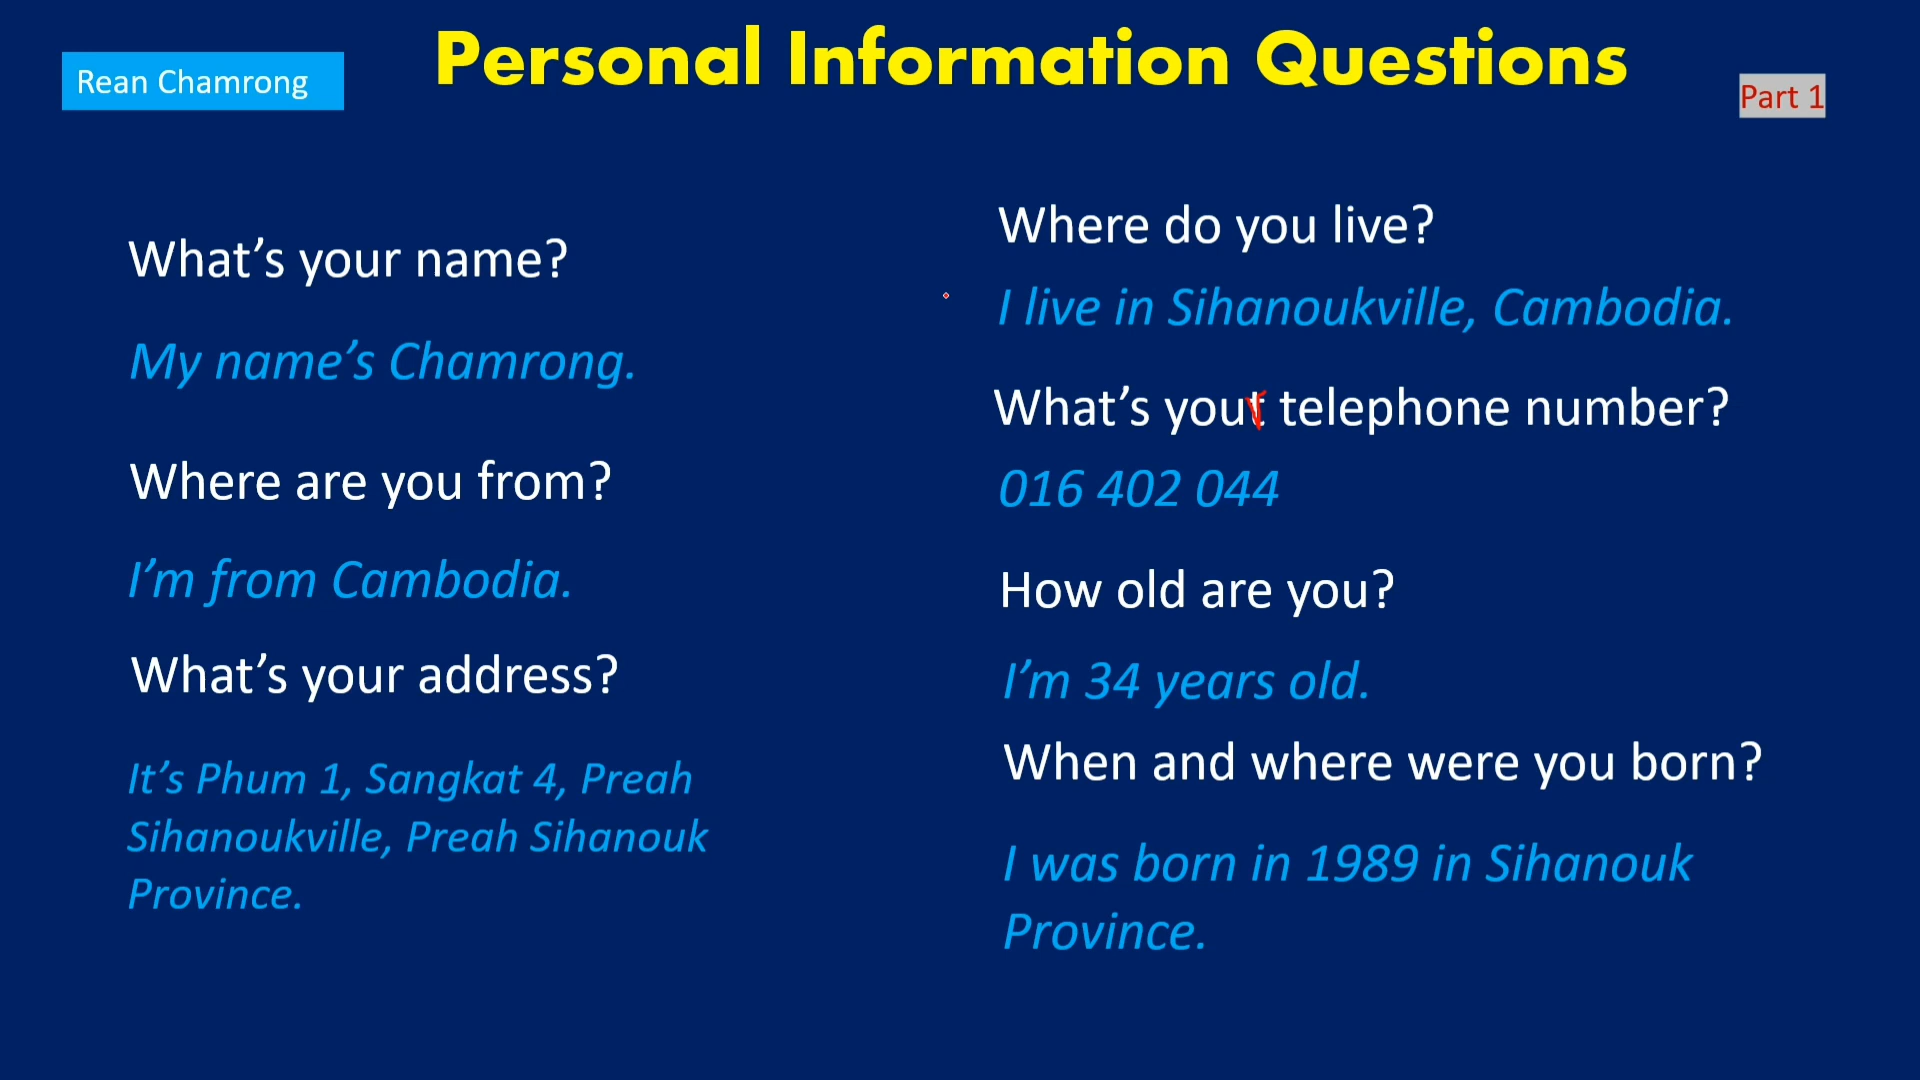 Personal Information Questions
Rean Chamrong
Part 1
What's your name?
My name's Chamrong.
Where are you from?
I'm from Cambodia.
What's your address?
It's Phum 1, Sangkat 4, Preah
Sihanoukville, Preah Sihanouk
Province.
Where do you live?
I live in Sihanoukville, Cambodia.
What's yout telephone number?
016 402 044
How old are you?
I'm 34 years old.
When and where were you born?
I was born in 1989 in Sihanouk
Province.